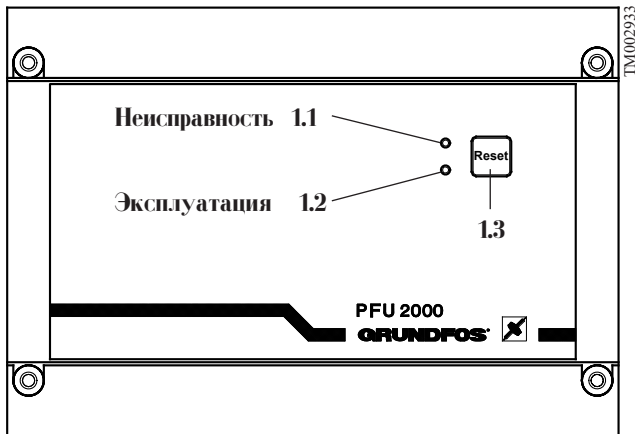 TM002933
Неисправность 1.1
Reset
Эксплуатация 1.2
1.3
PFU 2000
GRUNDFOS